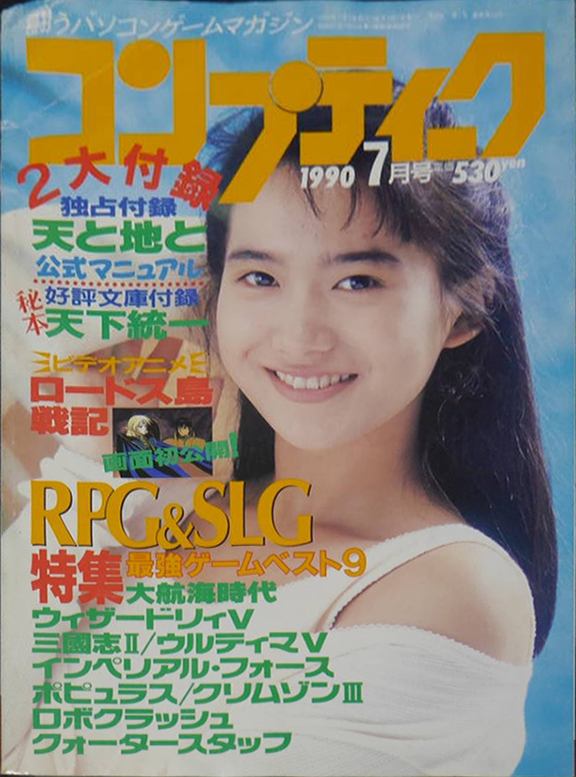 闘うパソコンゲームマガジン
コンプティーク
1990 7月号 530yen
2大付録
独占付録
天と地と
公式マニュアル
好評文庫付録
秘本 天下統一
ビデオアニメ
ロードス島
戦記
画面初公開!
RPG&SLG
特集 最強ゲームベスト9
大航海時代
ウィザードリィV
三國志II/ウルティマV
インペリアル・フォース
ポピュラス/クリムゾンIII
ロボクラッシュ
クォータースタッフ